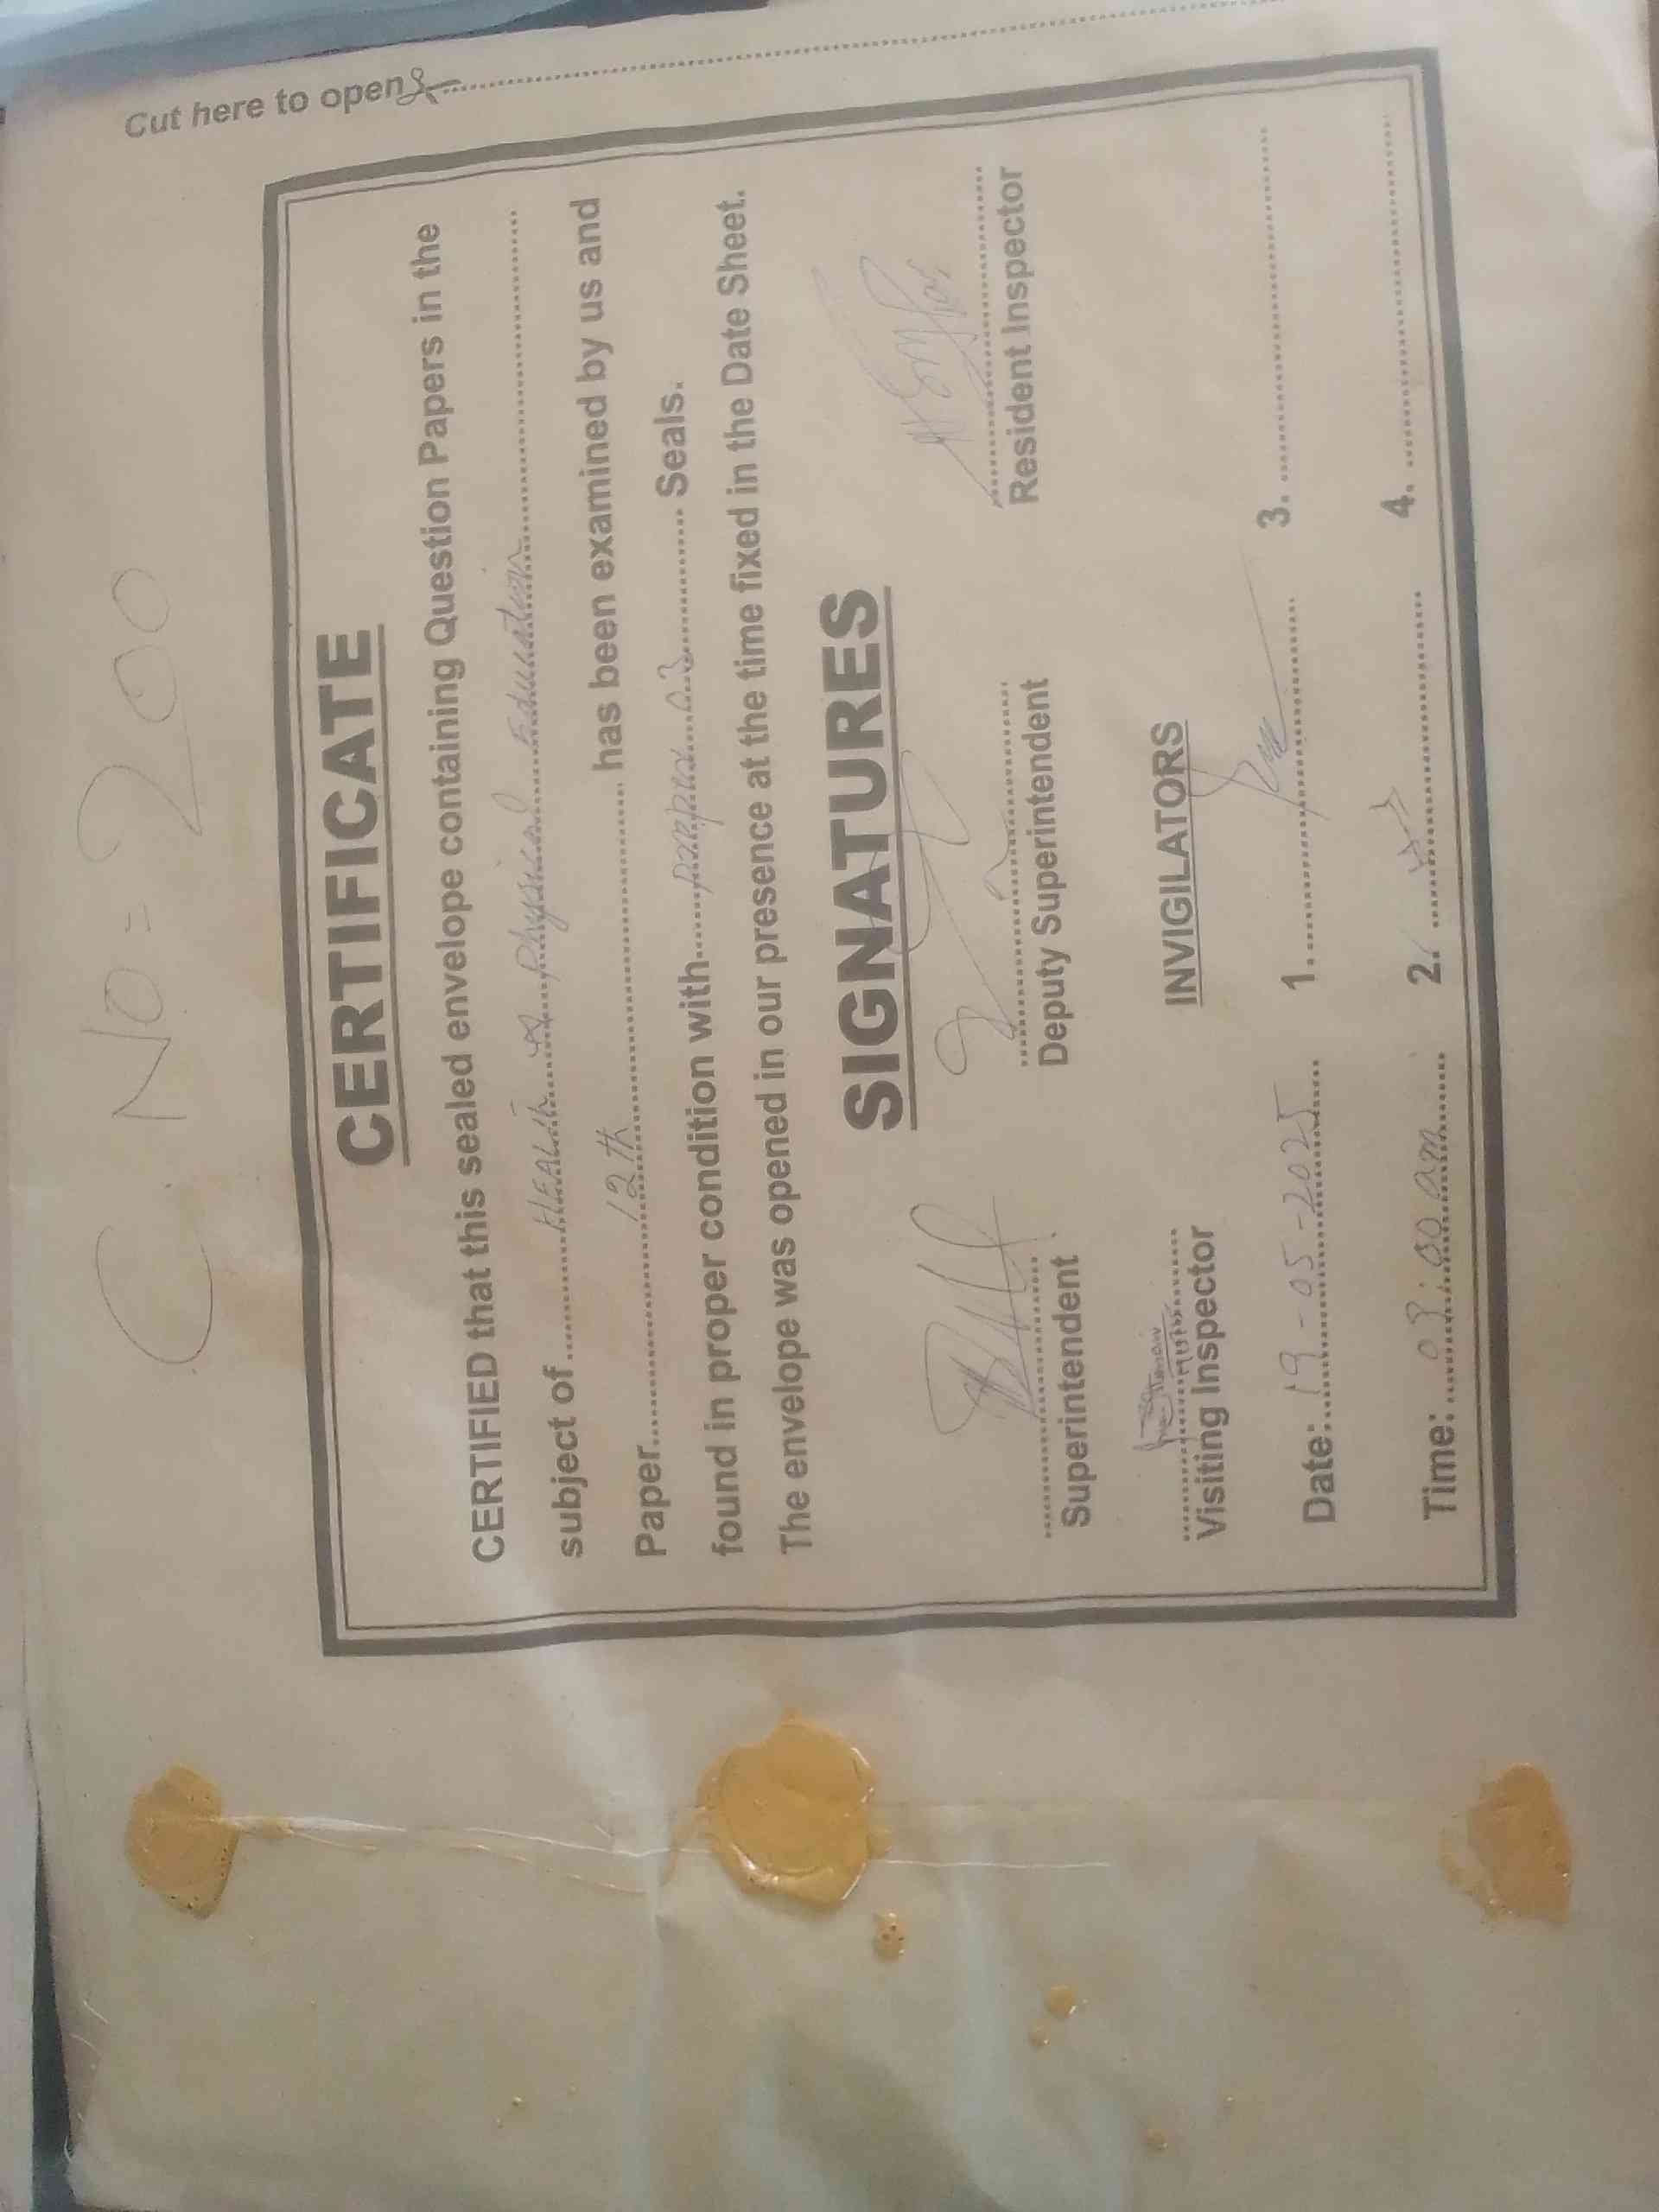 C. No = 200
Cut here to open
CERTIFICATE
CERTIFIED that this sealed envelope containing Question Papers in the
subject of Health & Physical Education
Paper 12th has been examined by us and
found in proper condition with 03 Seals.
The envelope was opened in our presence at the time fixed in the Date Sheet.
SIGNATURES
Superintendent Deputy Superintendent Resident Inspector
Visiting Inspector
INVIGILATORS
Date: 19-05-2025 1. 3.
Time: am 2. 4.